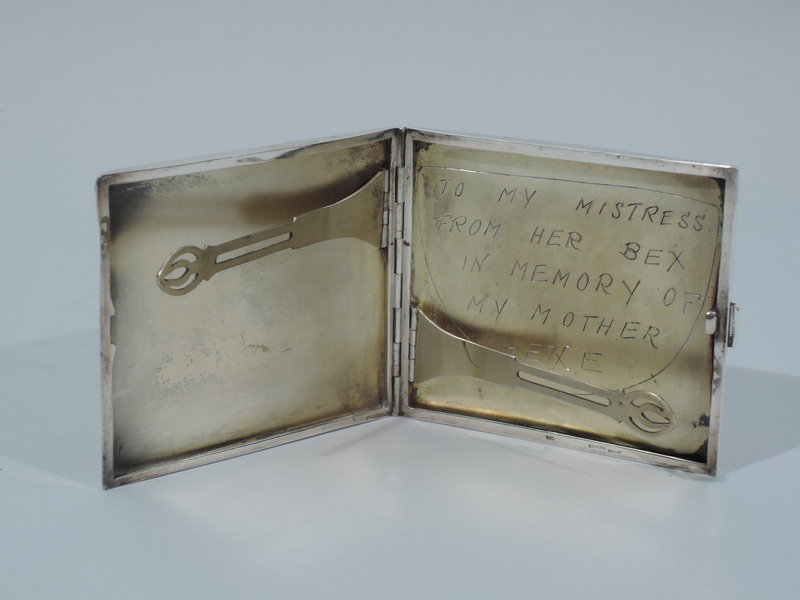 TO MY MISTRESS
FROM HER BEX
IN MEMORY OF
MY MOTHER